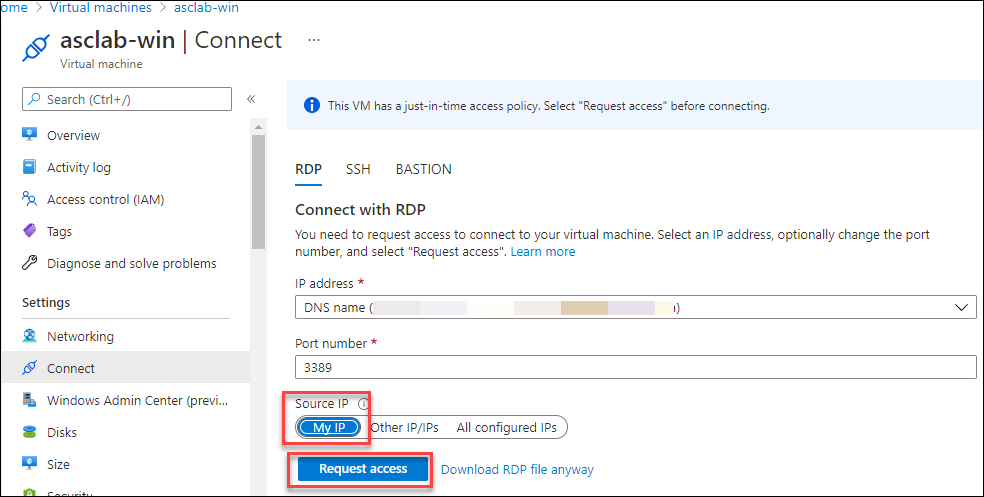 ome > Virtual machines > asclab-win
asclab-win | Connect ...
Virtual machine
Search (Ctrl+/) «
Overview
Activity log
Access control (IAM)
Tags
Diagnose and solve problems
Settings
Networking
Connect
Windows Admin Center (previ...
Disks
Size
Security
This VM has a just-in-time access policy. Select "Request access" before connecting.
RDP SSH BASTION
Connect with RDP
You need to request access to connect to your virtual machine. Select an IP address, optionally change the port
number, and select "Request access". Learn more
IP address *
DNS name ( )
Port number *
3389
Source IP
My IP Other IP/IPs All configured IPs
Request access Download RDP file anyway